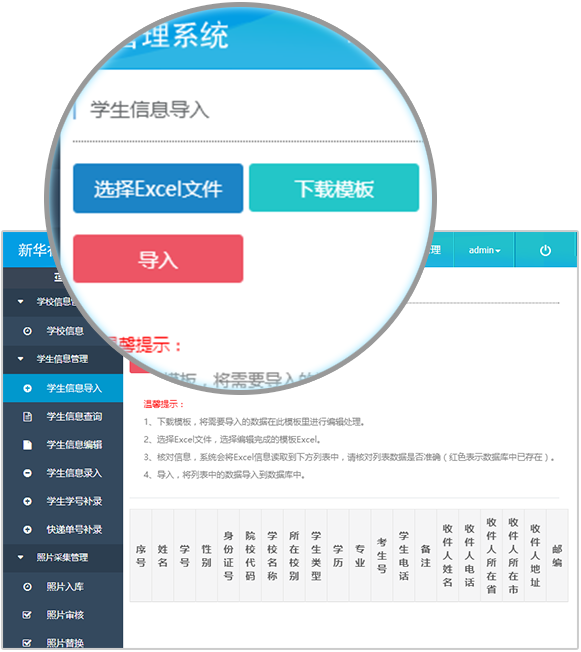 管理系统
学生信息导入
选择Excel文件
下载模板
导入
温馨提示：
模板，将需要导入的
新华
理
admin
学校信息管
学校信息
学生信息管理
学生信息导入
学生信息查询
学生信息编辑
学生信息录入
学生学号补录
快递单号补录
照片采集管理
照片入库
照片审核
照片替换
温馨提示：
1、下载模板，将需要导入的数据在此模板里进行编辑处理。
2、选择Excel文件，选择编辑完成的模板Excel。
3、核对信息，系统会将Excel信息读取到下方列表中，请核对列表数据是否准确（红色表示数据库中已存在）。
4、导入，将列表中的数据导入到数据库中。
序号 姓名 学号 性别 身份证号 院校代码 学校名称 所在校别 学生类型 学历 专业 考生号 学生电话 备注 收件人姓名 收件人电话 收件人所在省 收件人所在市 收件人地址 邮编